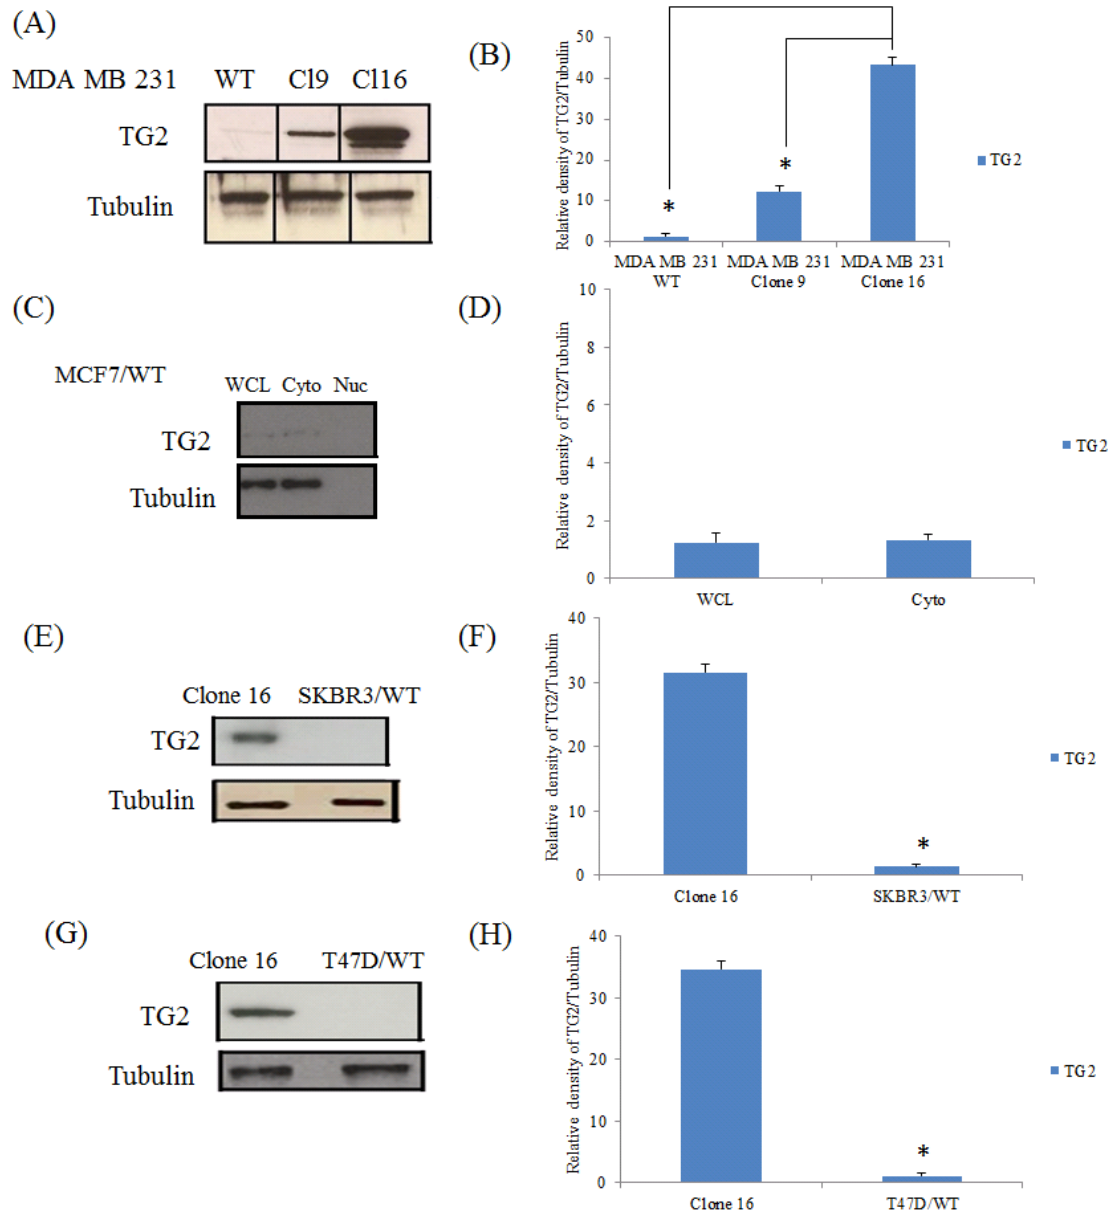 (A)
MDA MB 231 WT Cl9 Cl16
TG2
Tubulin
(B)
Relative density of TG2/Tubulin
50
40
30
20
10
0
*
*
MDA MB 231 MDA MB 231 MDA MB 231
WT Clone 9 Clone 16
TG2
(C)
MCF7/WT
WCL Cyto Nuc
TG2
Tubulin
(D)
Relative density of TG2/Tubulin
10
8
6
4
2
0
WCL Cyto
TG2
(E)
Clone 16 SKBR3/WT
TG2
Tubulin
(F)
Relative density of TG2/Tubulin
40
30
20
10
0
*
Clone 16 SKBR3/WT
TG2
(G)
Clone 16 T47D/WT
TG2
Tubulin
(H)
Relative density of TG2/Tubulin
40
30
20
10
0
*
Clone 16 T47D/WT
TG2